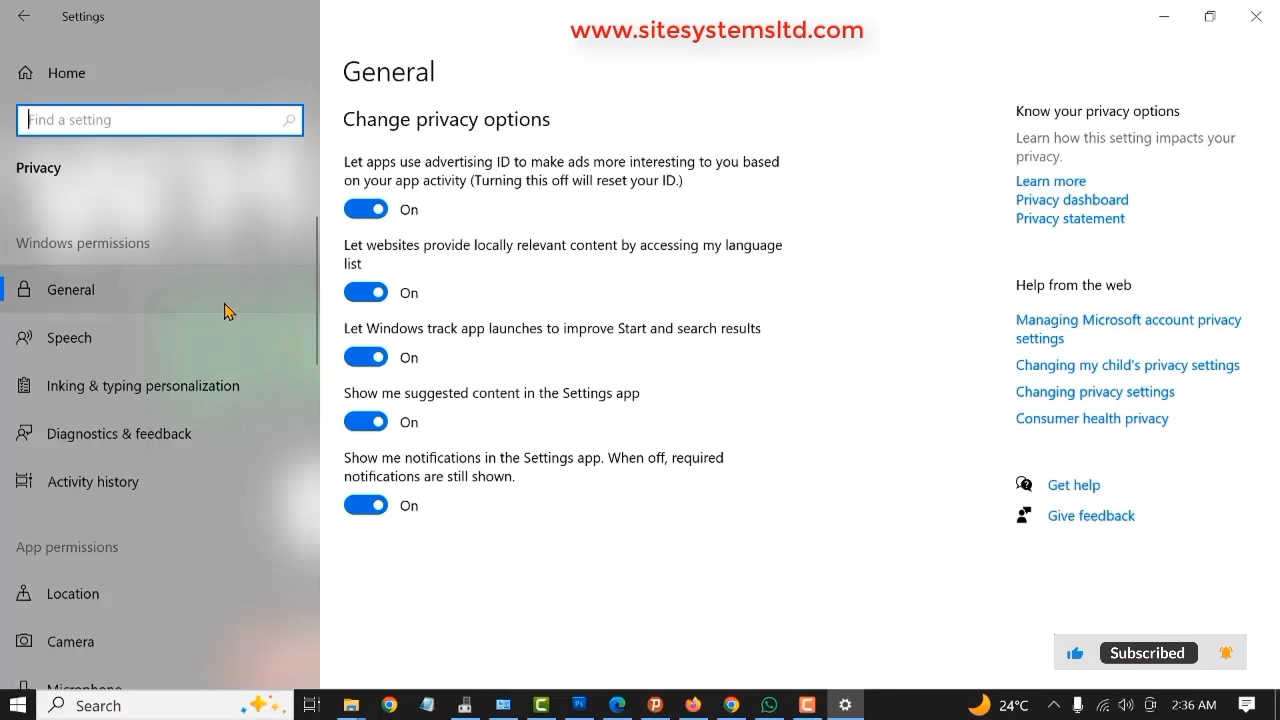 Settings
www.sitesystemsltd.com
Home
Find a setting
Privacy
Windows permissions
General
Speech
Inking & typing personalization
Diagnostics & feedback
Activity history
App permissions
Location
Camera
Microphone
General
Change privacy options
Let apps use advertising ID to make ads more interesting to you based
on your app activity (Turning this off will reset your ID.)
On
Let websites provide locally relevant content by accessing my language
list
On
Let Windows track app launches to improve Start and search results
On
Show me suggested content in the Settings app
On
Show me notifications in the Settings app. When off, required
notifications are still shown.
On
Know your privacy options
Learn how this setting impacts your
privacy.
Learn more
Privacy dashboard
Privacy statement
Help from the web
Managing Microsoft account privacy
settings
Changing my child's privacy settings
Changing privacy settings
Consumer health privacy
Get help
Give feedback
Subscribed
Search
24°C
2:36 AM